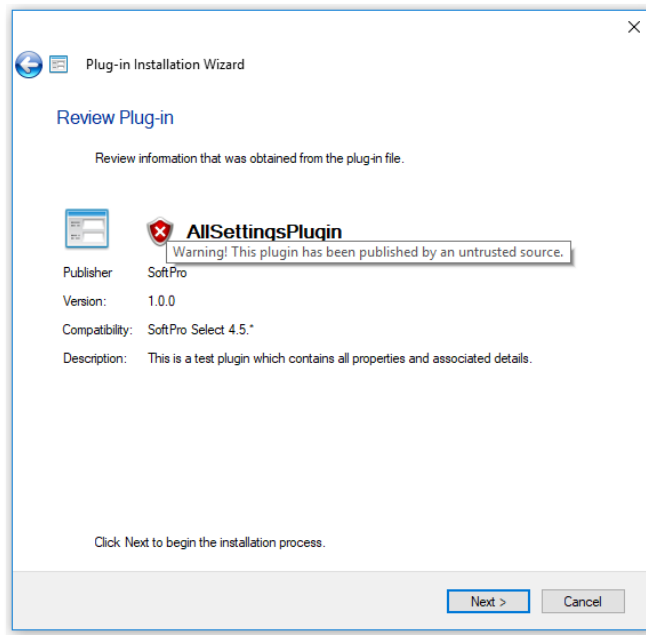 Plug-in Installation Wizard
Review Plug-in
Review information that was obtained from the plug-in file.
AllSettingsPlugin
Warning! This plugin has been published by an untrusted source.
Publisher SoftPro
Version: 1.0.0
Compatibility: SoftPro Select 4.5.*
Description: This is a test plugin which contains all properties and associated details.
Click Next to begin the installation process.
Next > Cancel